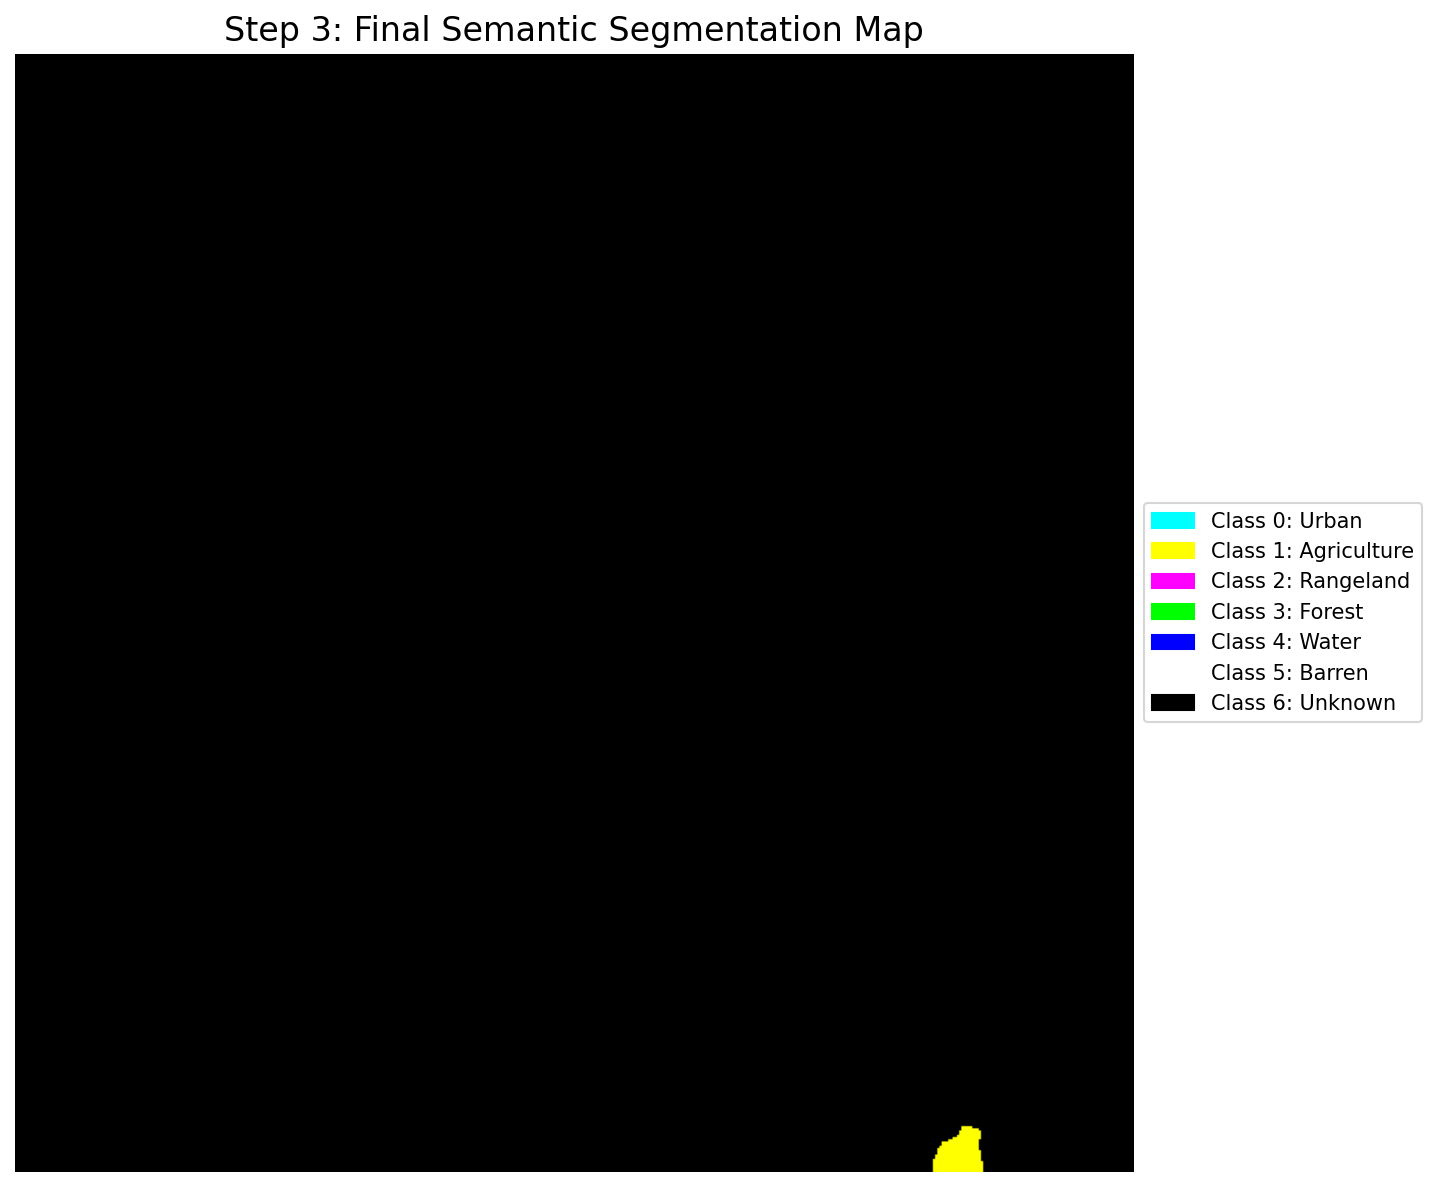 Step 3: Final Semantic Segmentation Map
Class 0: Urban
Class 1: Agriculture
Class 2: Rangeland
Class 3: Forest
Class 4: Water
Class 5: Barren
Class 6: Unknown